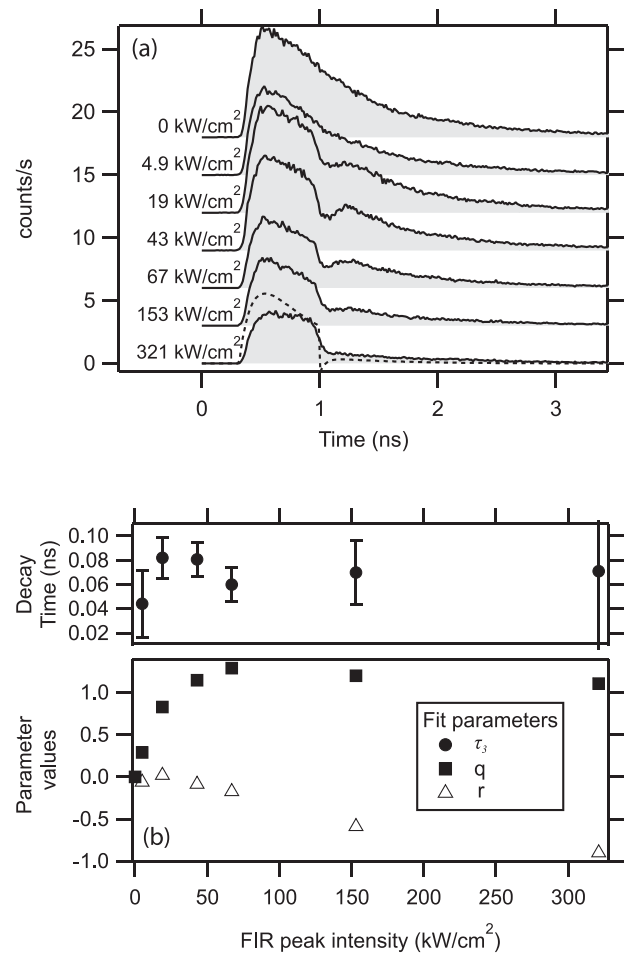 (a)
25
20
15
10
5
0
counts/s
0 kW/cm²
4.9 kW/cm²
19 kW/cm²
43 kW/cm²
67 kW/cm²
153 kW/cm²
321 kW/cm²
0
1
2
3
Time (ns)
0.10
0.08
0.06
0.04
0.02
Decay
Time (ns)
1.0
0.5
0.0
-0.5
-1.0
Parameter
values
Fit parameters
τ₃
q
r
(b)
0
50
100
150
200
250
300
FIR peak intensity (kW/cm²)